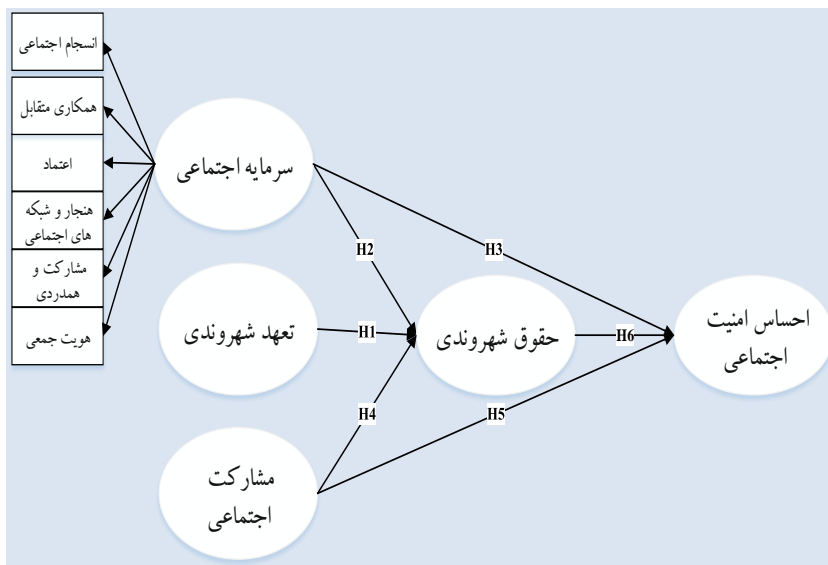 انسجام اجتماعی
همکاری متقابل
اعتماد
هنجار و شبکه
های اجتماعی
مشارکت و
همدردی
هویت جمعی
سرمایه اجتماعی
تعهد شهروندی
مشارکت
اجتماعی
حقوق شهروندی
احساس امنیت
اجتماعی
H2
H3
H1
H6
H4
H5